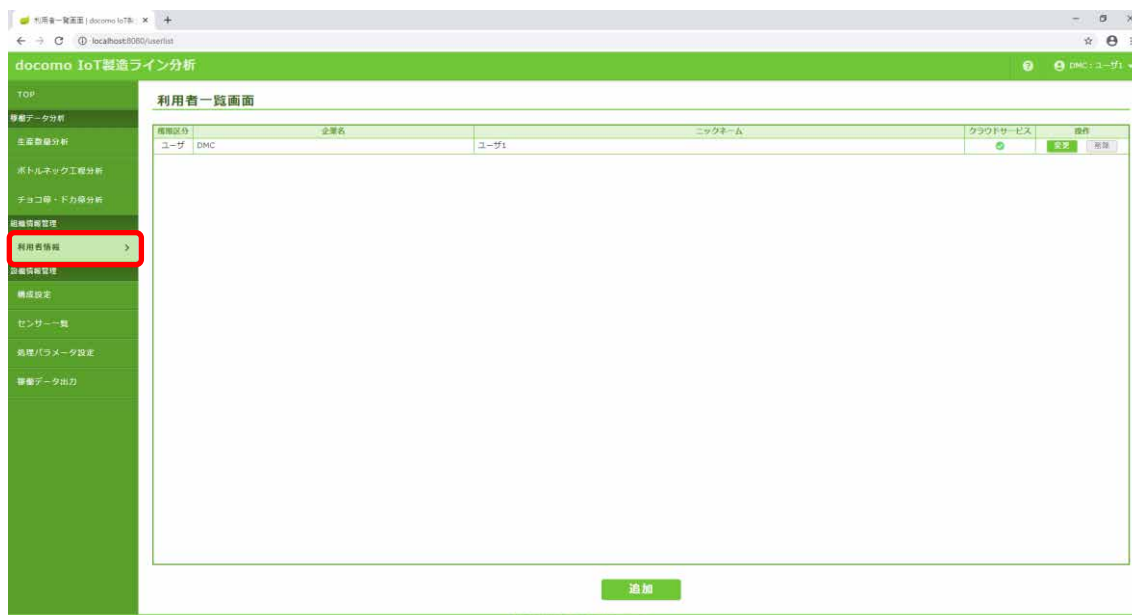 利用者一覧画面 | docomo IoT製
localhost:8080/userlist
docomo IoT製造ライン分析
DMC：ユーザ1
TOP
稼働データ分析
生産数量分析
ボトルネック工程分析
チョコ停・ドカ停分析
組織情報管理
利用者情報
設備情報管理
構成設定
センサー一覧
処理パラメータ設定
稼働データ出力
利用者一覧画面
権限区分 企業名 ニックネーム クラウドサービス 操作
ユーザ DMC ユーザ1 変更 削除
追加